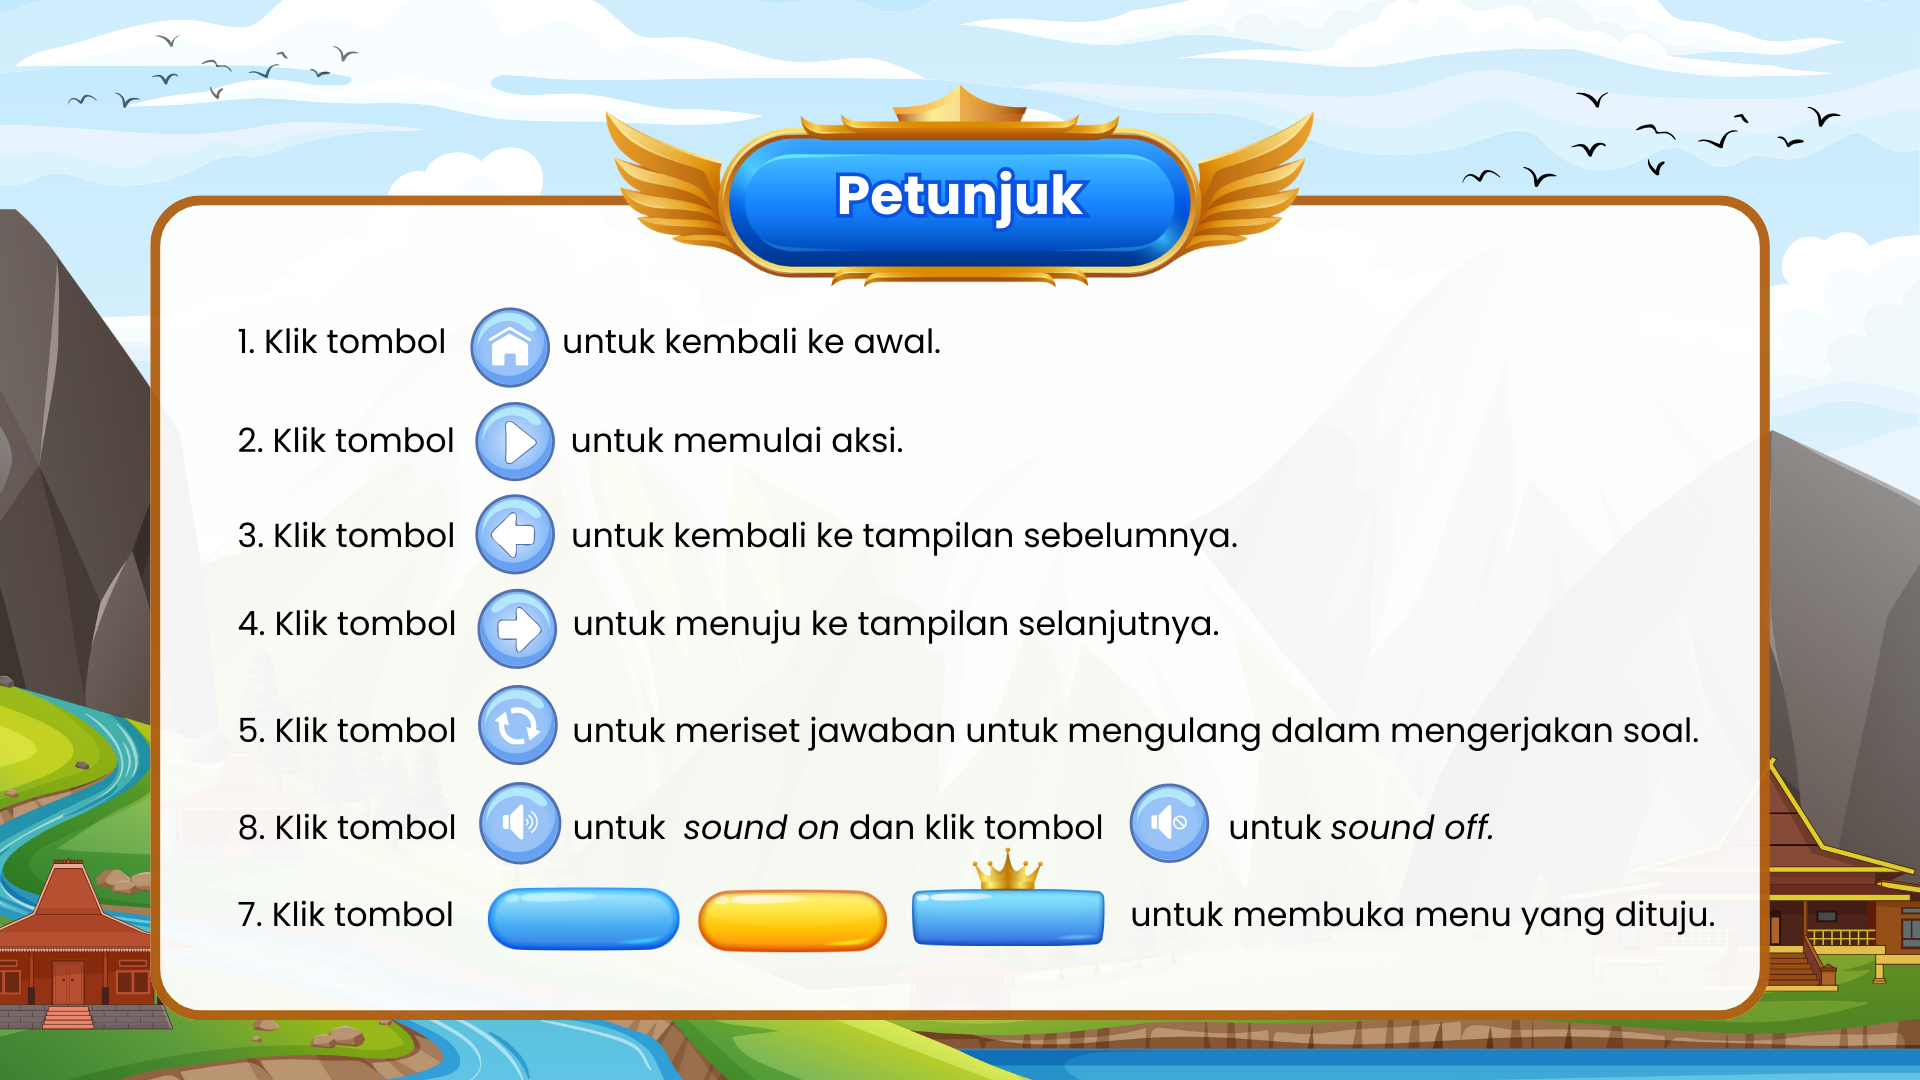 Petunjuk
1. Klik tombol untuk kembali ke awal.
2. Klik tombol untuk memulai aksi.
3. Klik tombol untuk kembali ke tampilan sebelumnya.
4. Klik tombol untuk menuju ke tampilan selanjutnya.
5. Klik tombol untuk meriset jawaban untuk mengulang dalam mengerjakan soal.
8. Klik tombol untuk sound on dan klik tombol untuk sound off.
7. Klik tombol untuk membuka menu yang dituju.